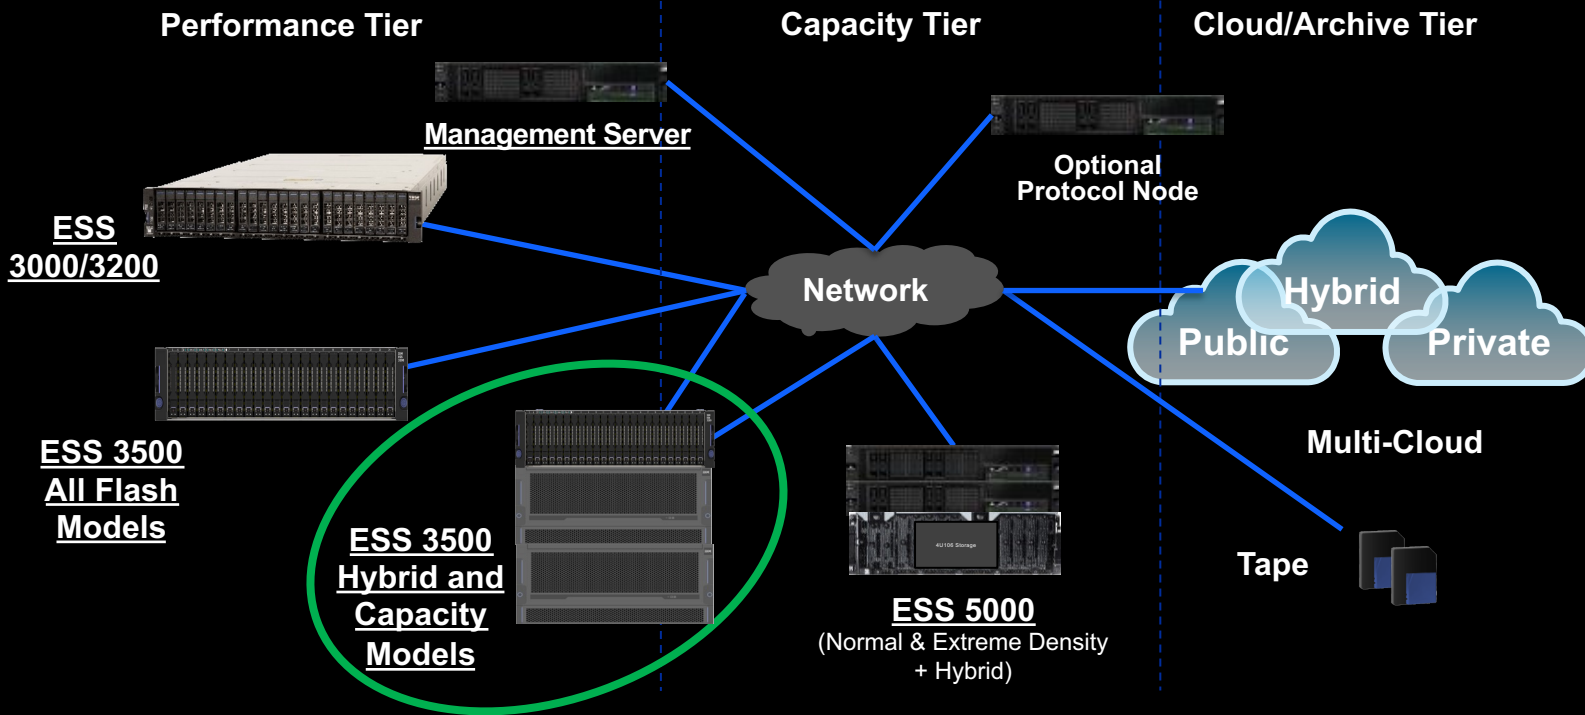 Performance Tier
Capacity Tier
Cloud/Archive Tier
Management Server
Optional
Protocol Node
ESS
3000/3200
Network
Hybrid
Public
Private
ESS 3500
All Flash
Models
ESS 3500
Hybrid and
Capacity
Models
4U106 Storage
ESS 5000
(Normal & Extreme Density
+ Hybrid)
Multi-Cloud
Tape